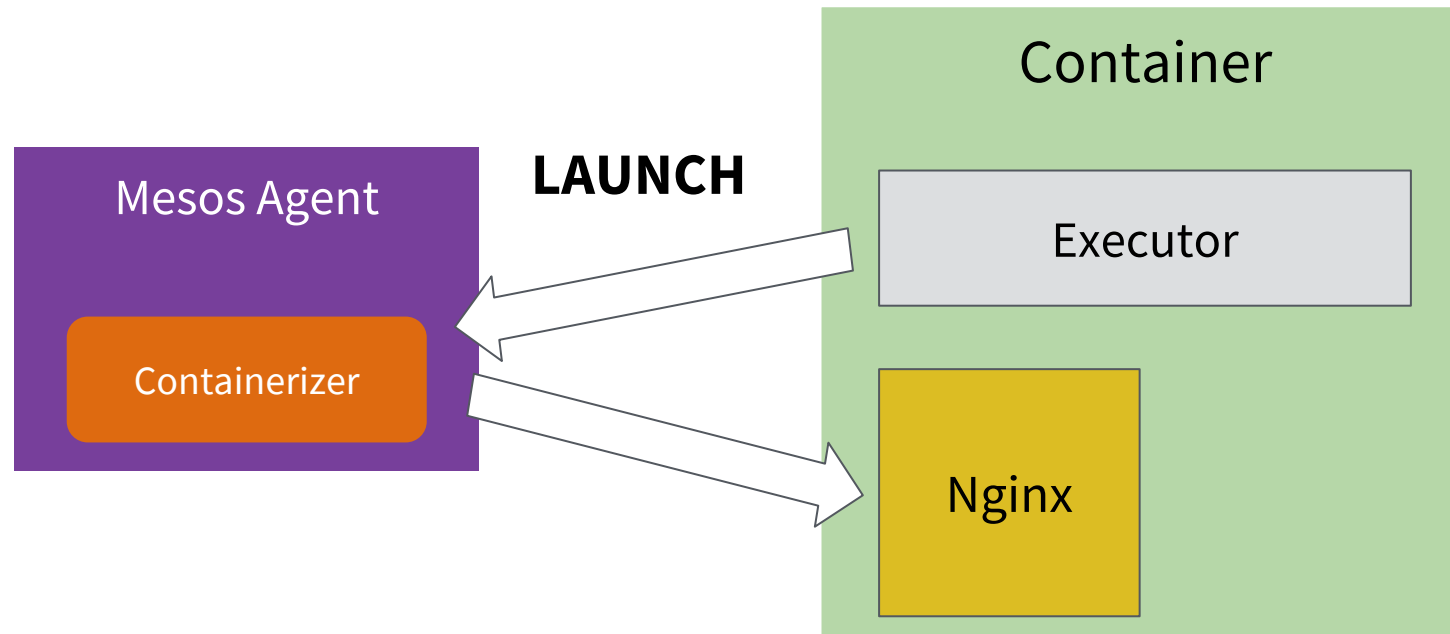 Container
LAUNCH
Mesos Agent
Executor
Containerizer
Nginx